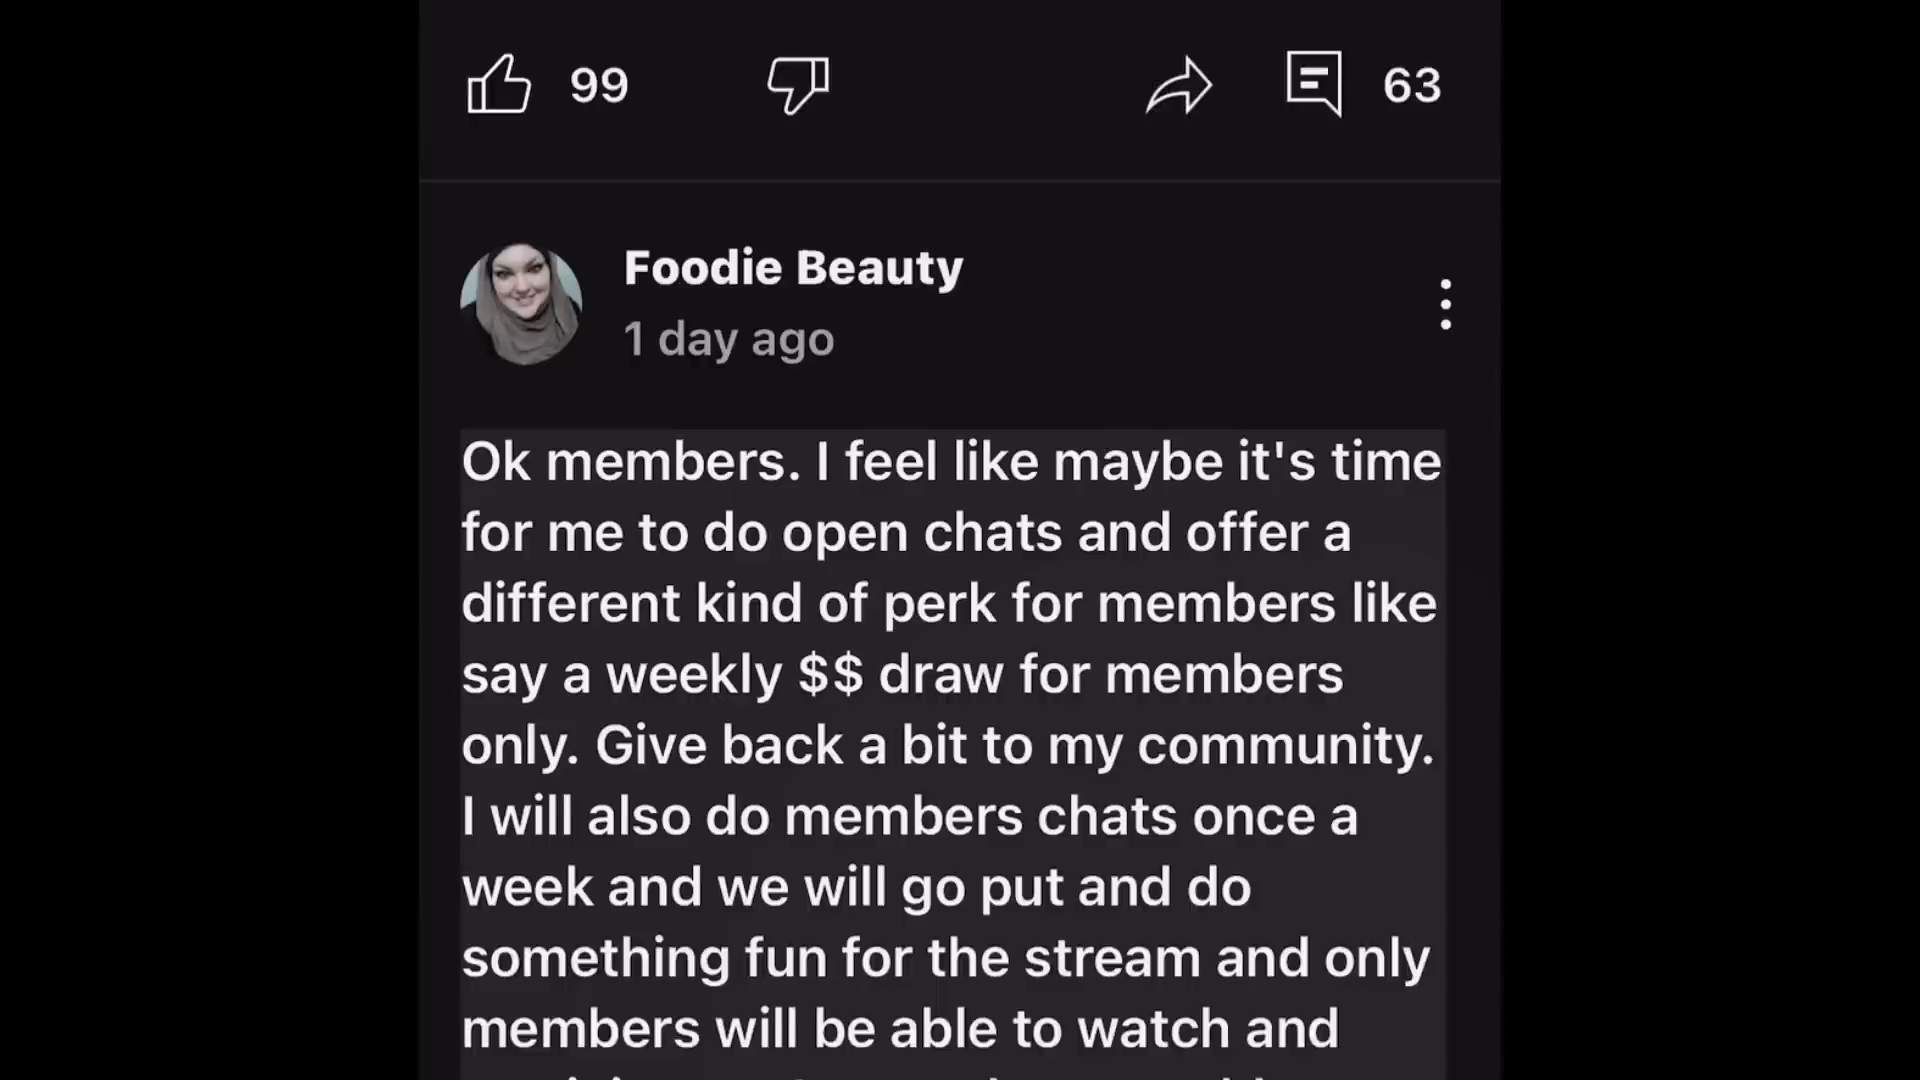 99
63
Foodie Beauty
1 day ago
Ok members. I feel like maybe it's time
for me to do open chats and offer a
different kind of perk for members like
say a weekly $$ draw for members
only. Give back a bit to my community.
I will also do members chats once a
week and we will go put and do
something fun for the stream and only
members will be able to watch and